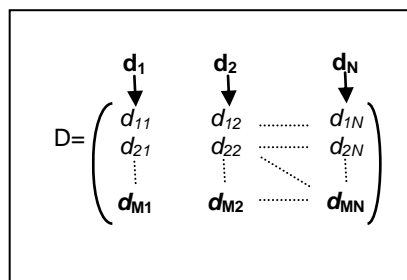 d1 d2 dN
d11 d12 d1N
D=
d21 d22 d2N
dM1 dM2 dMN